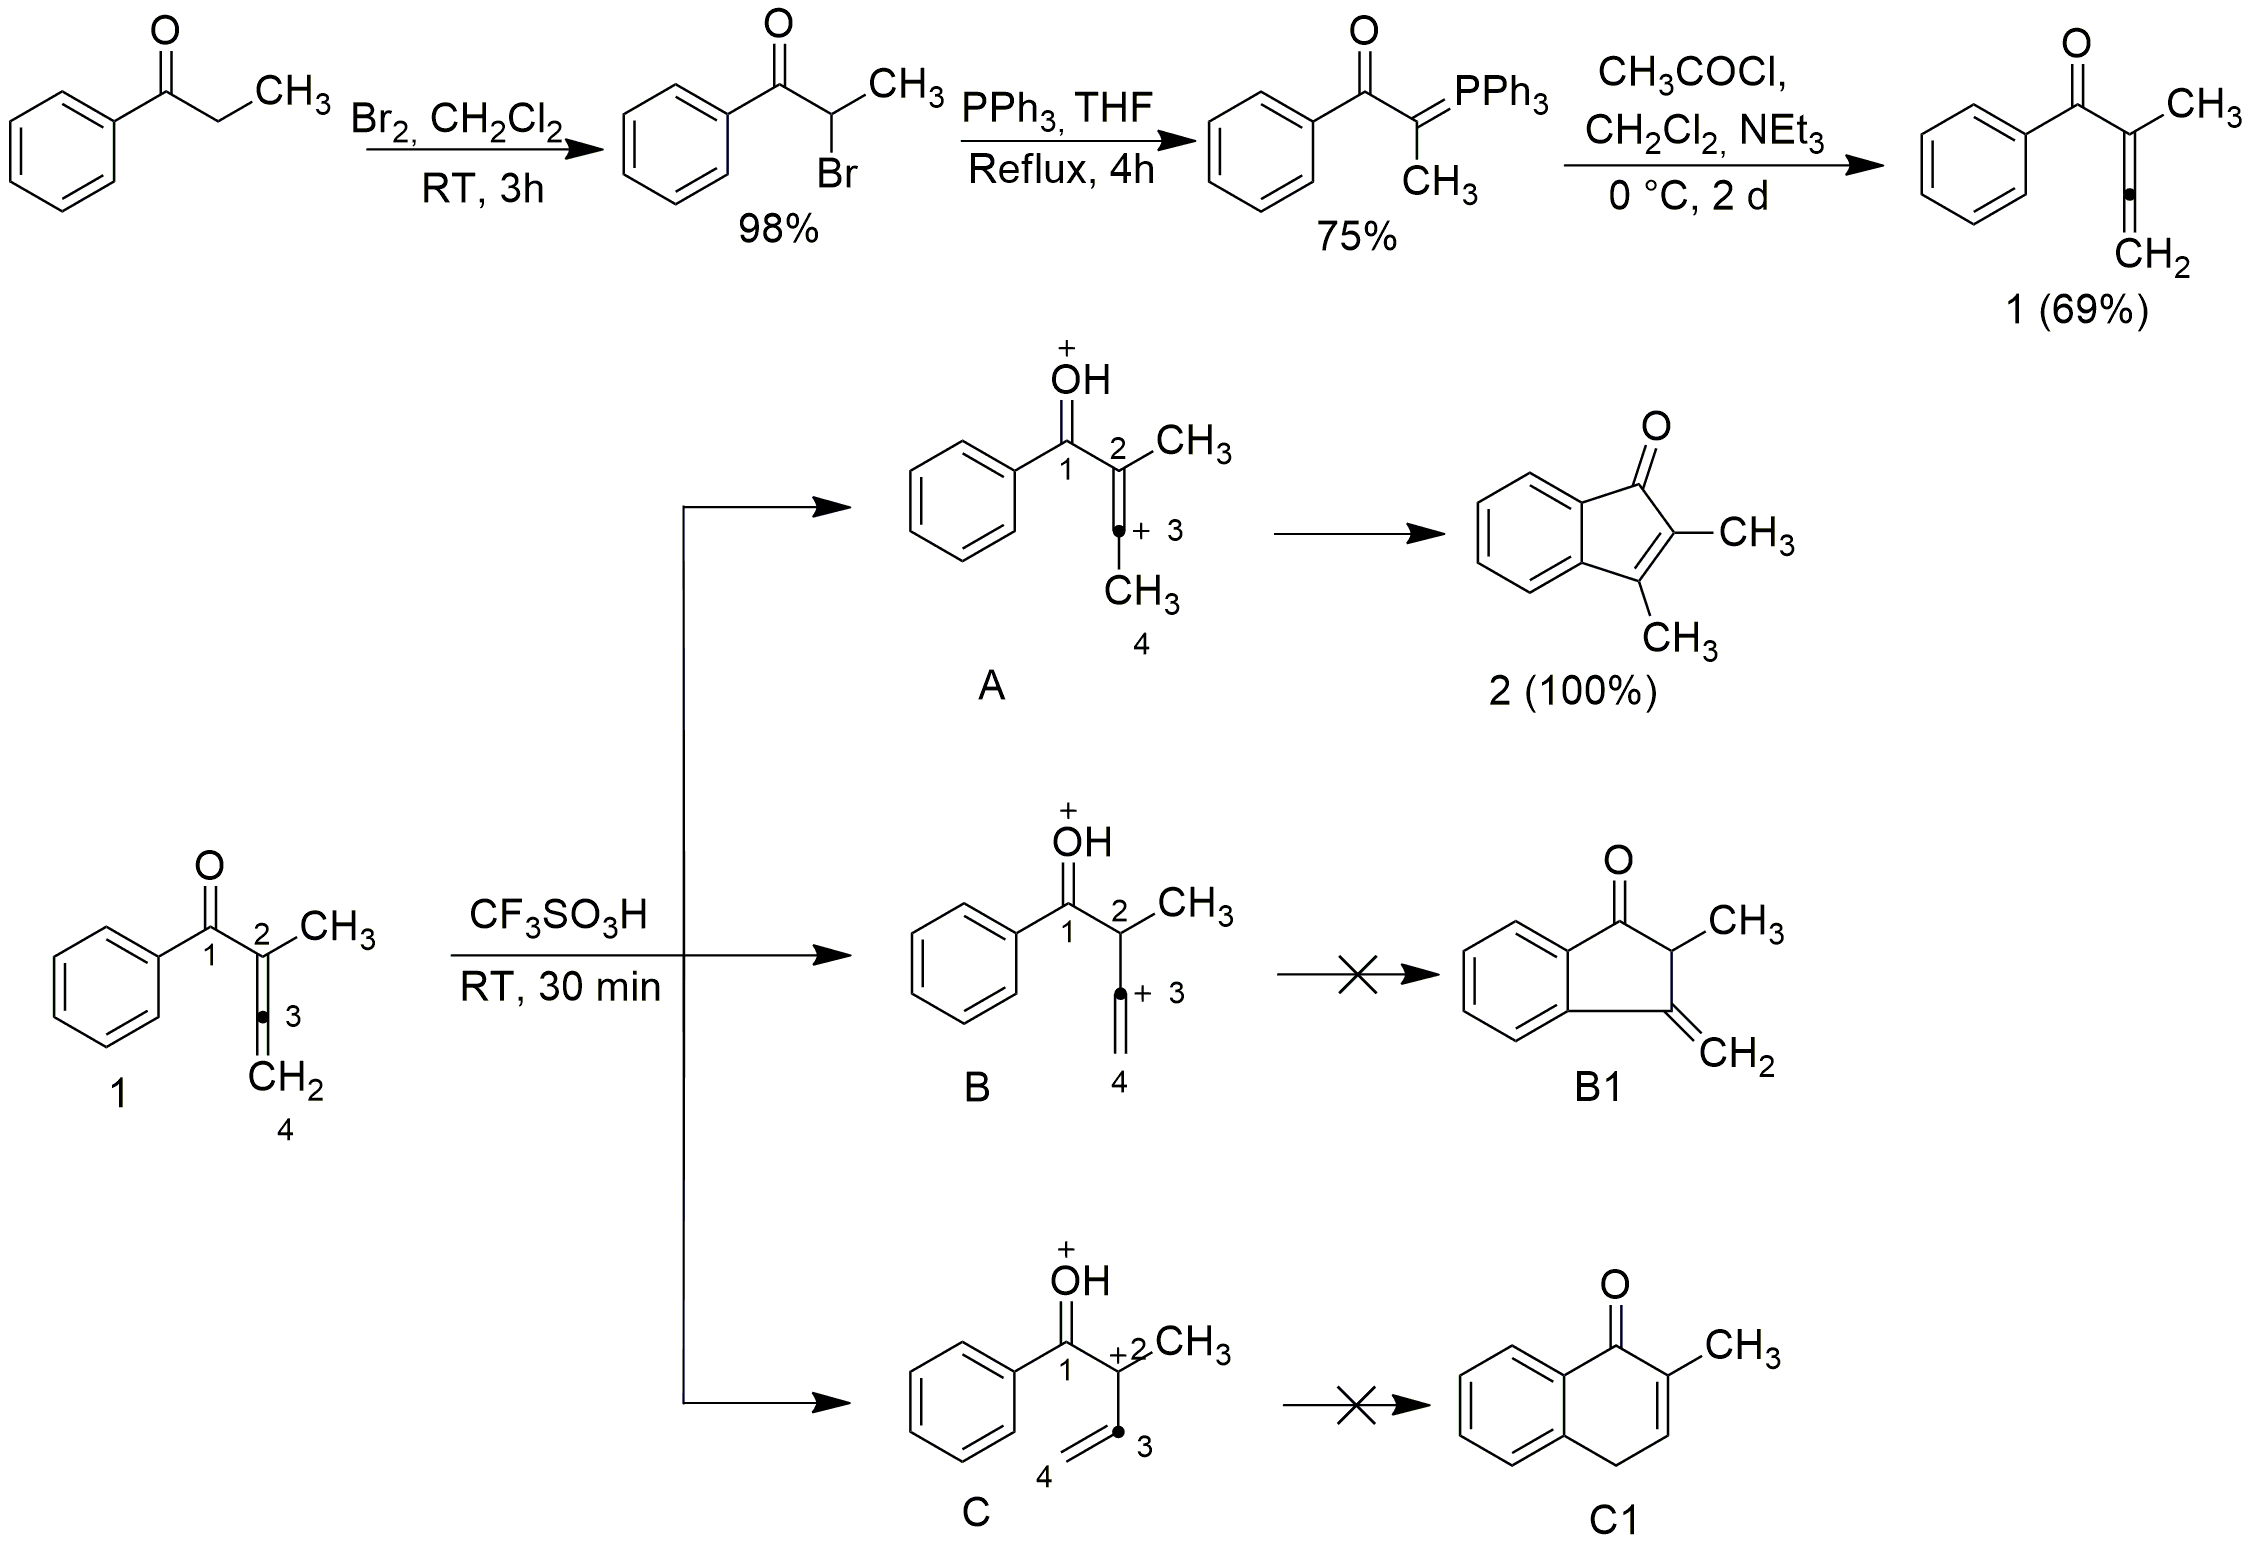 O
CH3
Br2, CH2Cl2
RT, 3h
O
CH3
Br
98%
PPh3, THF
Reflux, 4h
O
PPh3
CH3
75%
CH3COCl,
CH2Cl2, NEt3
0 °C, 2 d
O
CH3
CH2
1 (69%)
+
OH
1
2
CH3
+ 3
CH3
4
A
O
CH3
CH3
2 (100%)
O
1
2
CH3
3
CH2
4
1
CF3SO3H
RT, 30 min
+
OH
1
2
CH3
+ 3
4
B
O
CH3
CH2
B1
+
OH
1
+2
CH3
3
4
C
O
CH3
C1